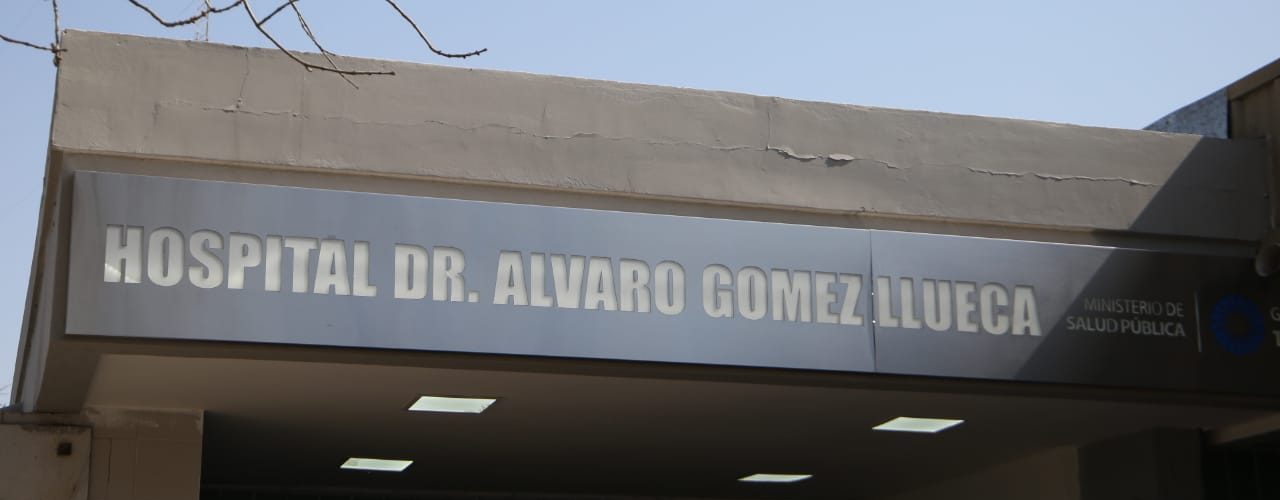 HOSPITAL DR. ALVARO GOMEZ LLUECA
MINISTERIO DE
SALUD PÚBLICA